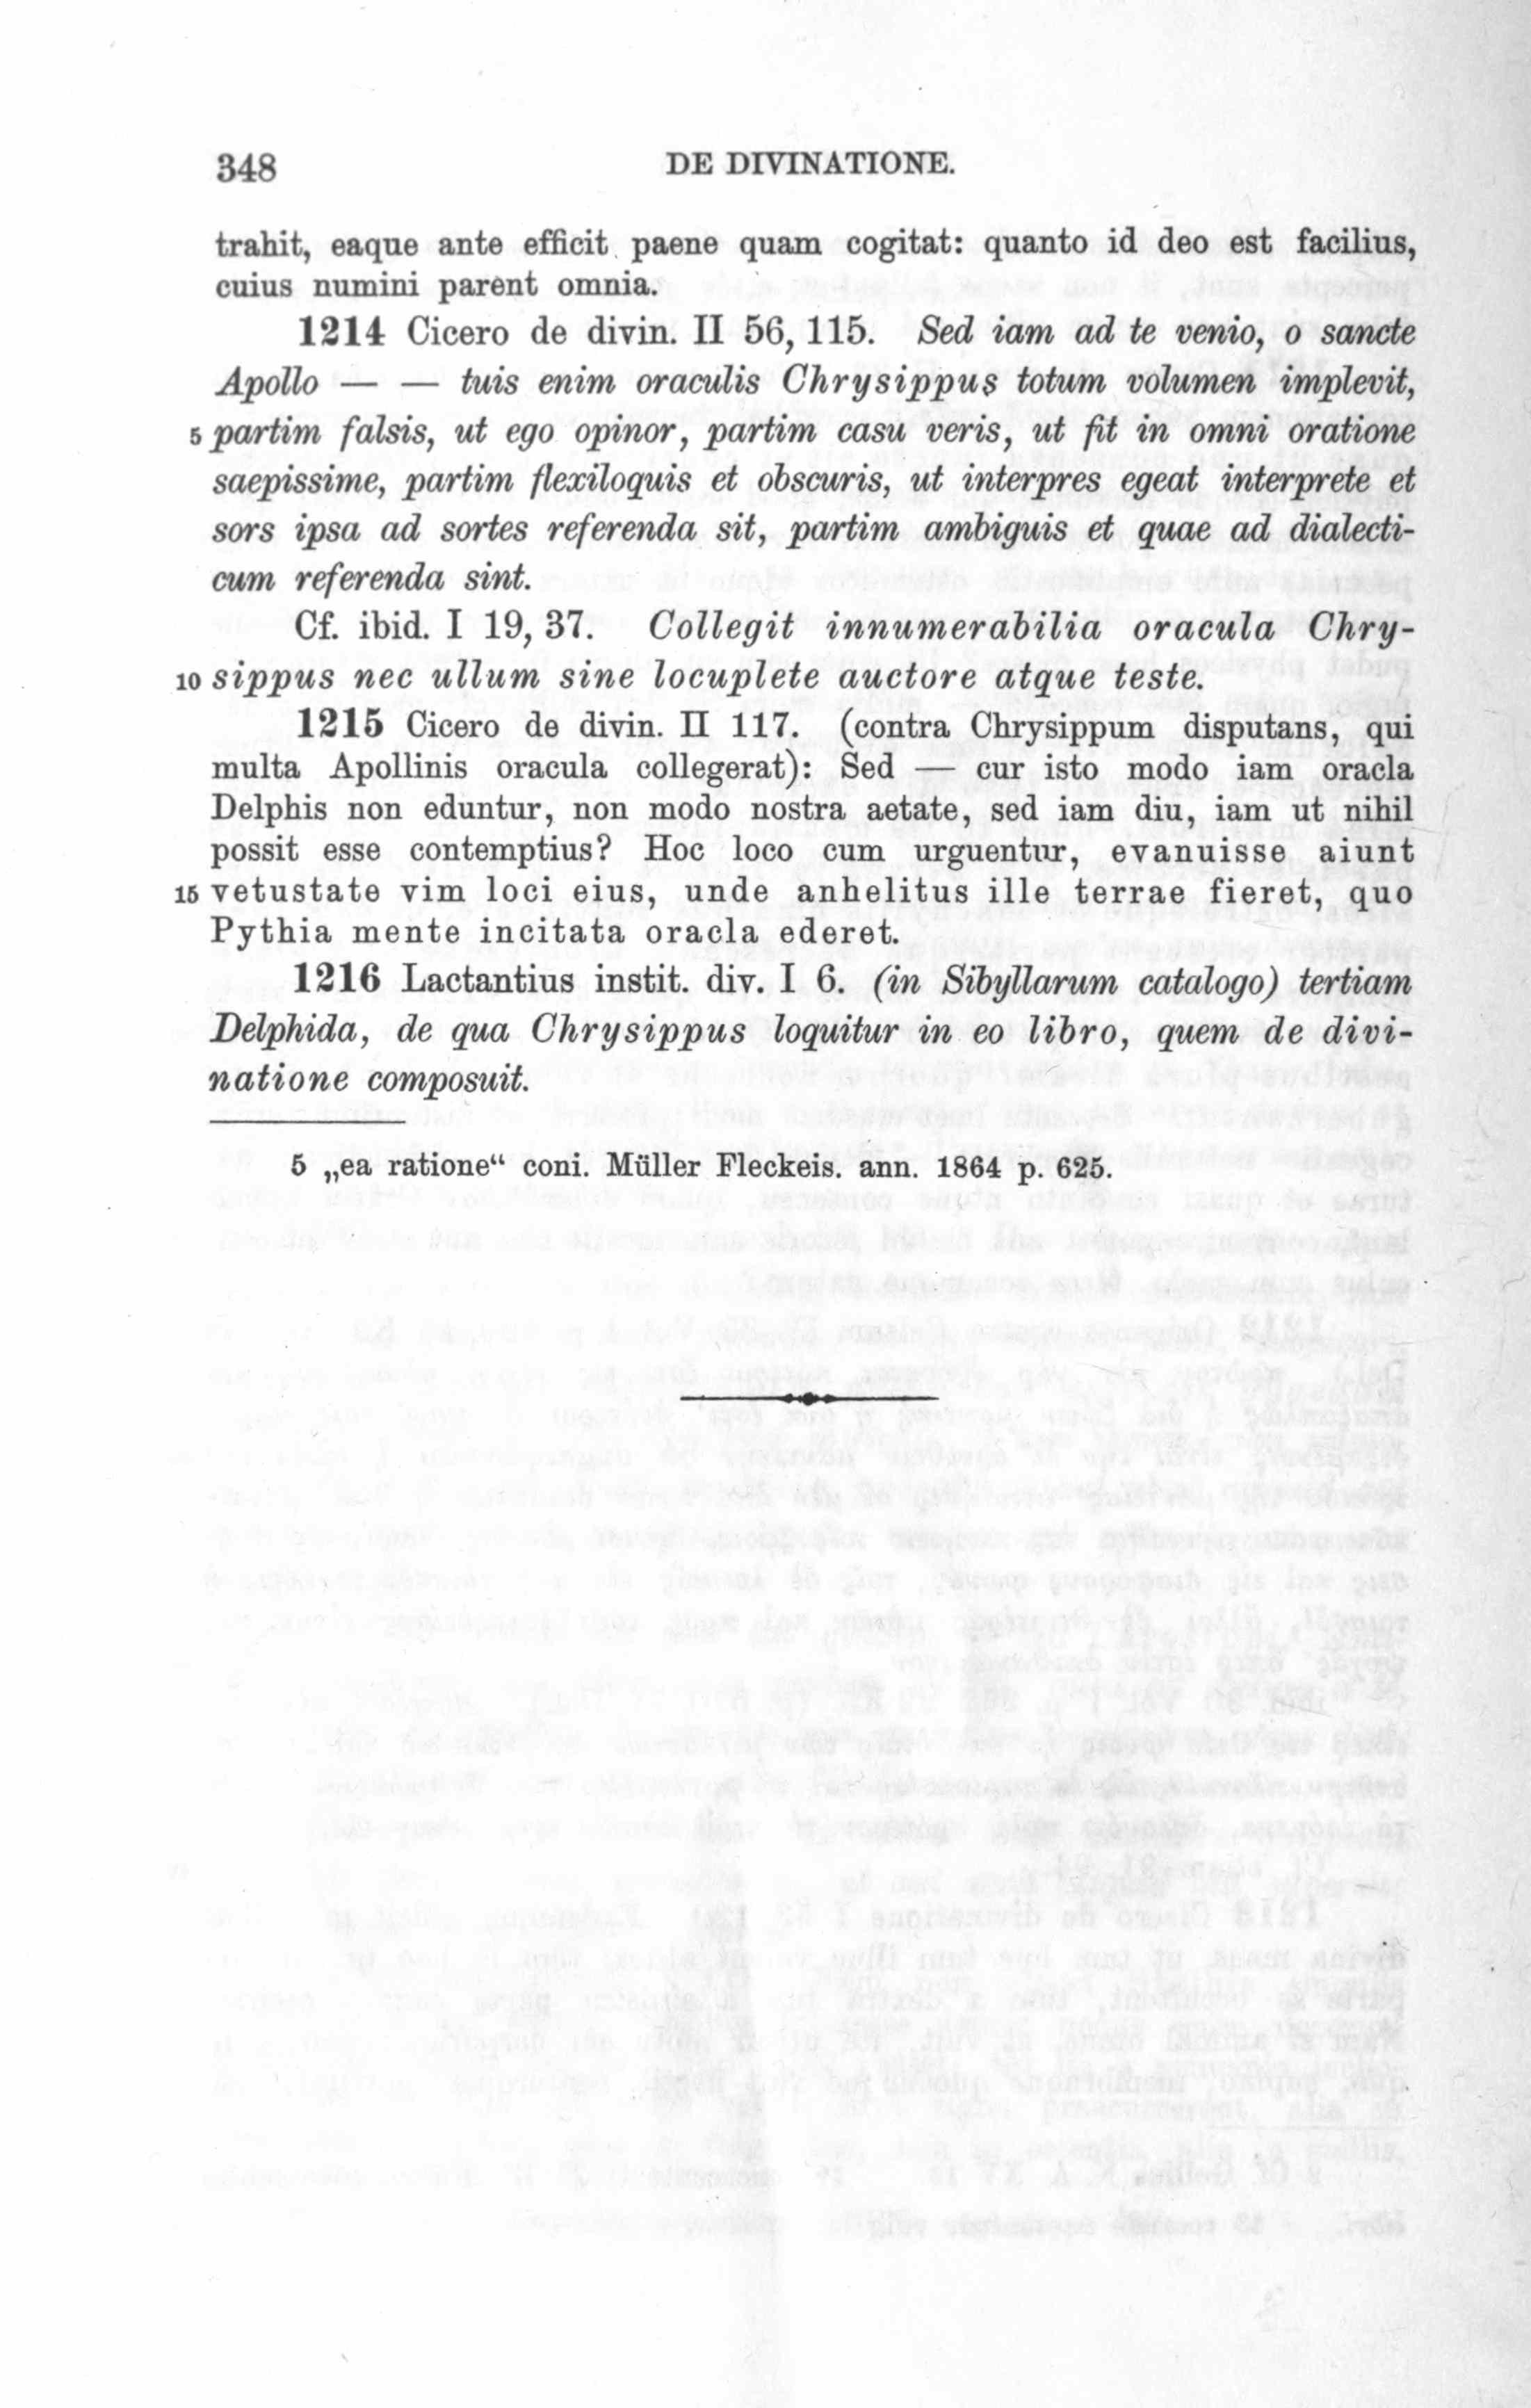 348
DE DIVINATIONE.
trahit, eaque ante efficit paene quam cogitat: quanto id deo est facilius,
cuius numini parent omnia.
1214 Cicero de divin. II 56, 115. Sed iam ad te venio, o sancte
Apollo — — tuis enim oraculis Chrysippus totum volumen implevit,
5 partim falsis, ut ego opinor, partim casu veris, ut fit in omni oratione
saepissime, partim flexiloquis et obscuris, ut interpres egeat interprete et
sors ipsa ad sortes referenda sit, partim ambiguis et quae ad dialecti-
cum referenda sint.
Cf. ibid. I 19, 37. Collegit innumerabilia oracula Chry-
10 sippus nec ullum sine locuplete auctore atque teste.
1215 Cicero de divin. II 117. (contra Chrysippum disputans, qui
multa Apollinis oracula collegerat): Sed — cur isto modo iam oracla
Delphis non eduntur, non modo nostra aetate, sed iam diu, iam ut nihil
possit esse contemptius? Hoc loco cum urguentur, evanuisse aiunt
15 vetustate vim loci eius, unde anhelitus ille terrae fieret, quo
Pythia mente incitata oracla ederet.
1216 Lactantius instit. div. I 6. (in Sibyllarum catalogo) tertiam
Delphida, de qua Chrysippus loquitur in eo libro, quem de divi-
natione composuit.
5 „ea ratione“ coni. Müller Fleckeis. ann. 1864 p. 625.